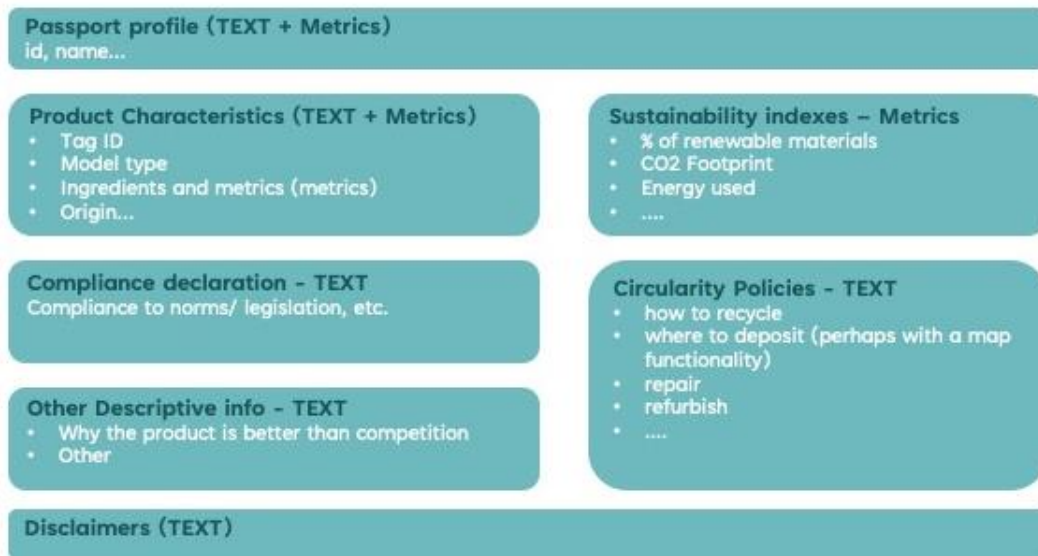 Passport profile (TEXT + Metrics)
id, name...
Product Characteristics (TEXT + Metrics)
• Tag ID
• Model type
• Ingredients and metrics (metrics)
• Origin...
Sustainability indexes – Metrics
• % of renewable materials
• CO2 Footprint
• Energy used
• ....
Compliance declaration - TEXT
Compliance to norms/ legislation, etc.
Circularity Policies - TEXT
• how to recycle
• where to deposit (perhaps with a map
functionality)
• repair
• refurbish
• ....
Other Descriptive info - TEXT
• Why the product is better than competition
• Other
Disclaimers (TEXT)